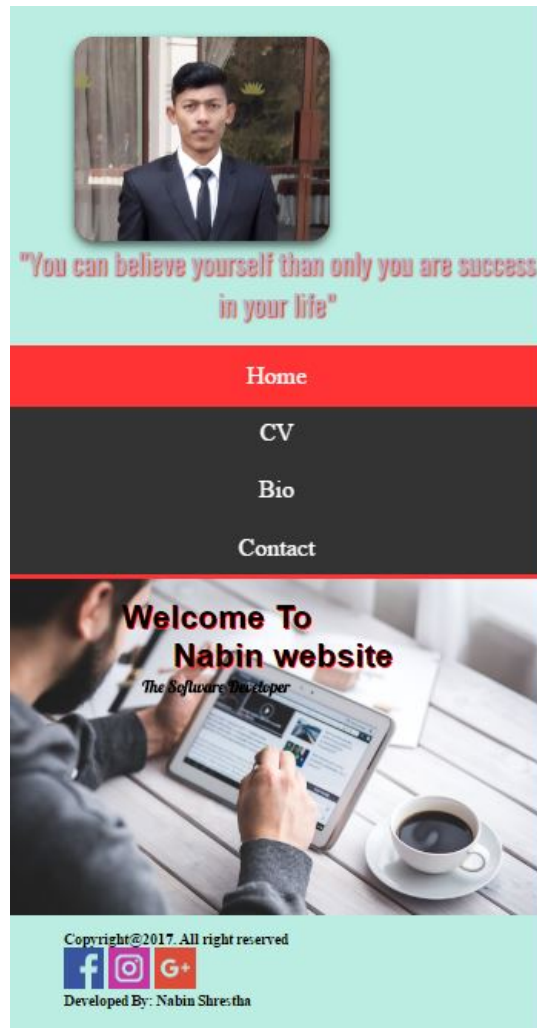 "You can believe yourself than only you are success
in your life"
Home
CV
Bio
Contact
Welcome To
Nabin website
The Software Developer
Copyright@2017. All right reserved
f G+
Developed By: Nabin Shrestha